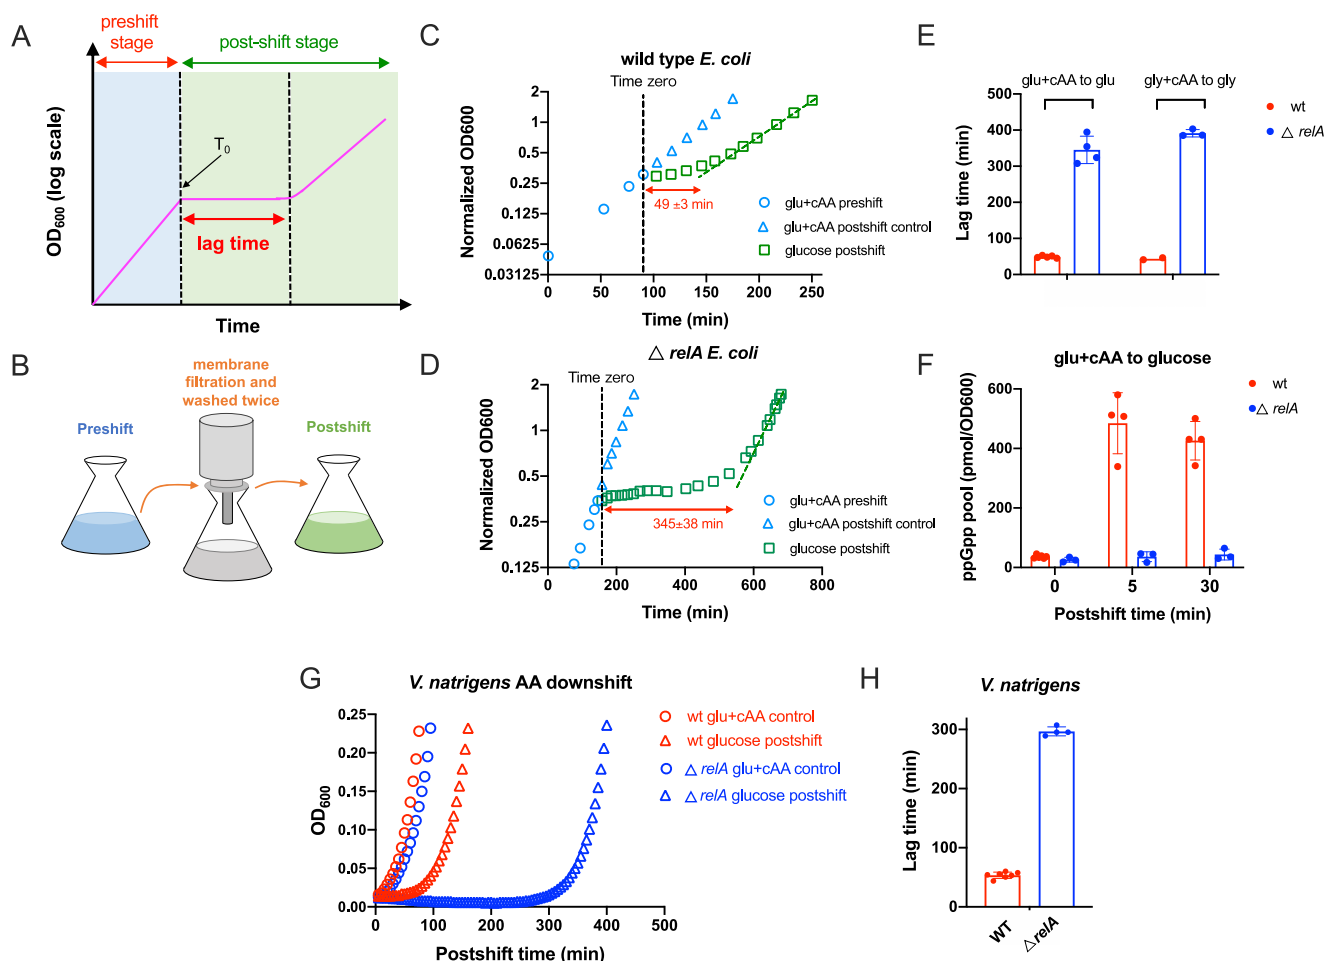 A
preshift
stage
post-shift stage
T0
lag time
OD600 (log scale)
Time
B
membrane
filtration and
washed twice
Preshift
Postshift
C
wild type E. coli
Time zero
Normalized OD600
2
1
0.5
0.25
0.125
0.0625
0.03125
49 ±3 min
glu+cAA preshift
glu+cAA postshift control
glucose postshift
0
50
100
150
200
250
Time (min)
D
△ relA E. coli
Time zero
Normalized OD600
2
1
0.5
0.25
0.125
345±38 min
glu+cAA preshift
glu+cAA postshift control
glucose postshift
200
400
600
800
Time (min)
E
glu+cAA to glu
gly+cAA to gly
wt
△ relA
Lag time (min)
500
400
300
200
100
0
F
glu+cAA to glucose
wt
△ relA
ppGpp pool (pmol/OD600)
600
400
200
0
0
5
30
Postshift time (min)
G
V. natrigens AA downshift
OD600
0.25
0.20
0.15
0.10
0.05
0.00
wt glu+cAA control
wt glucose postshift
△ relA glu+cAA control
△ relA glucose postshift
0
100
200
300
400
500
Postshift time (min)
H
V. natrigens
Lag time (min)
300
200
100
0
WT
△ relA